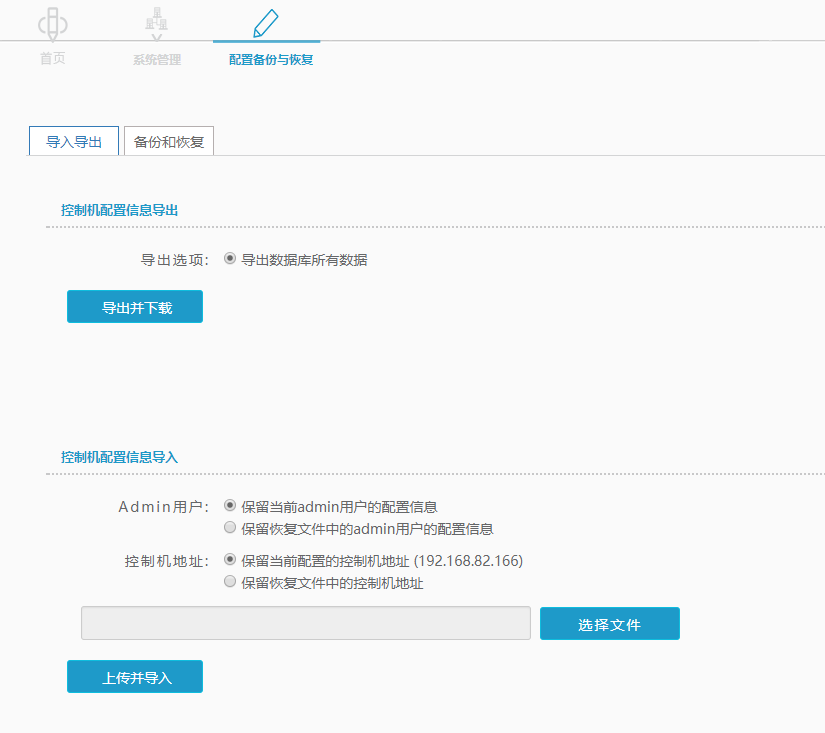 首页 系统管理 配置备份与恢复
导入导出 备份和恢复
控制机配置信息导出
导出选项: 导出数据库所有数据
导出并下载
控制机配置信息导入
Admin用户: 保留当前admin用户的配置信息
保留恢复文件中的admin用户的配置信息
控制机地址: 保留当前配置的控制机地址 (192.168.82.166)
保留恢复文件中的控制机地址
选择文件
上传并导入